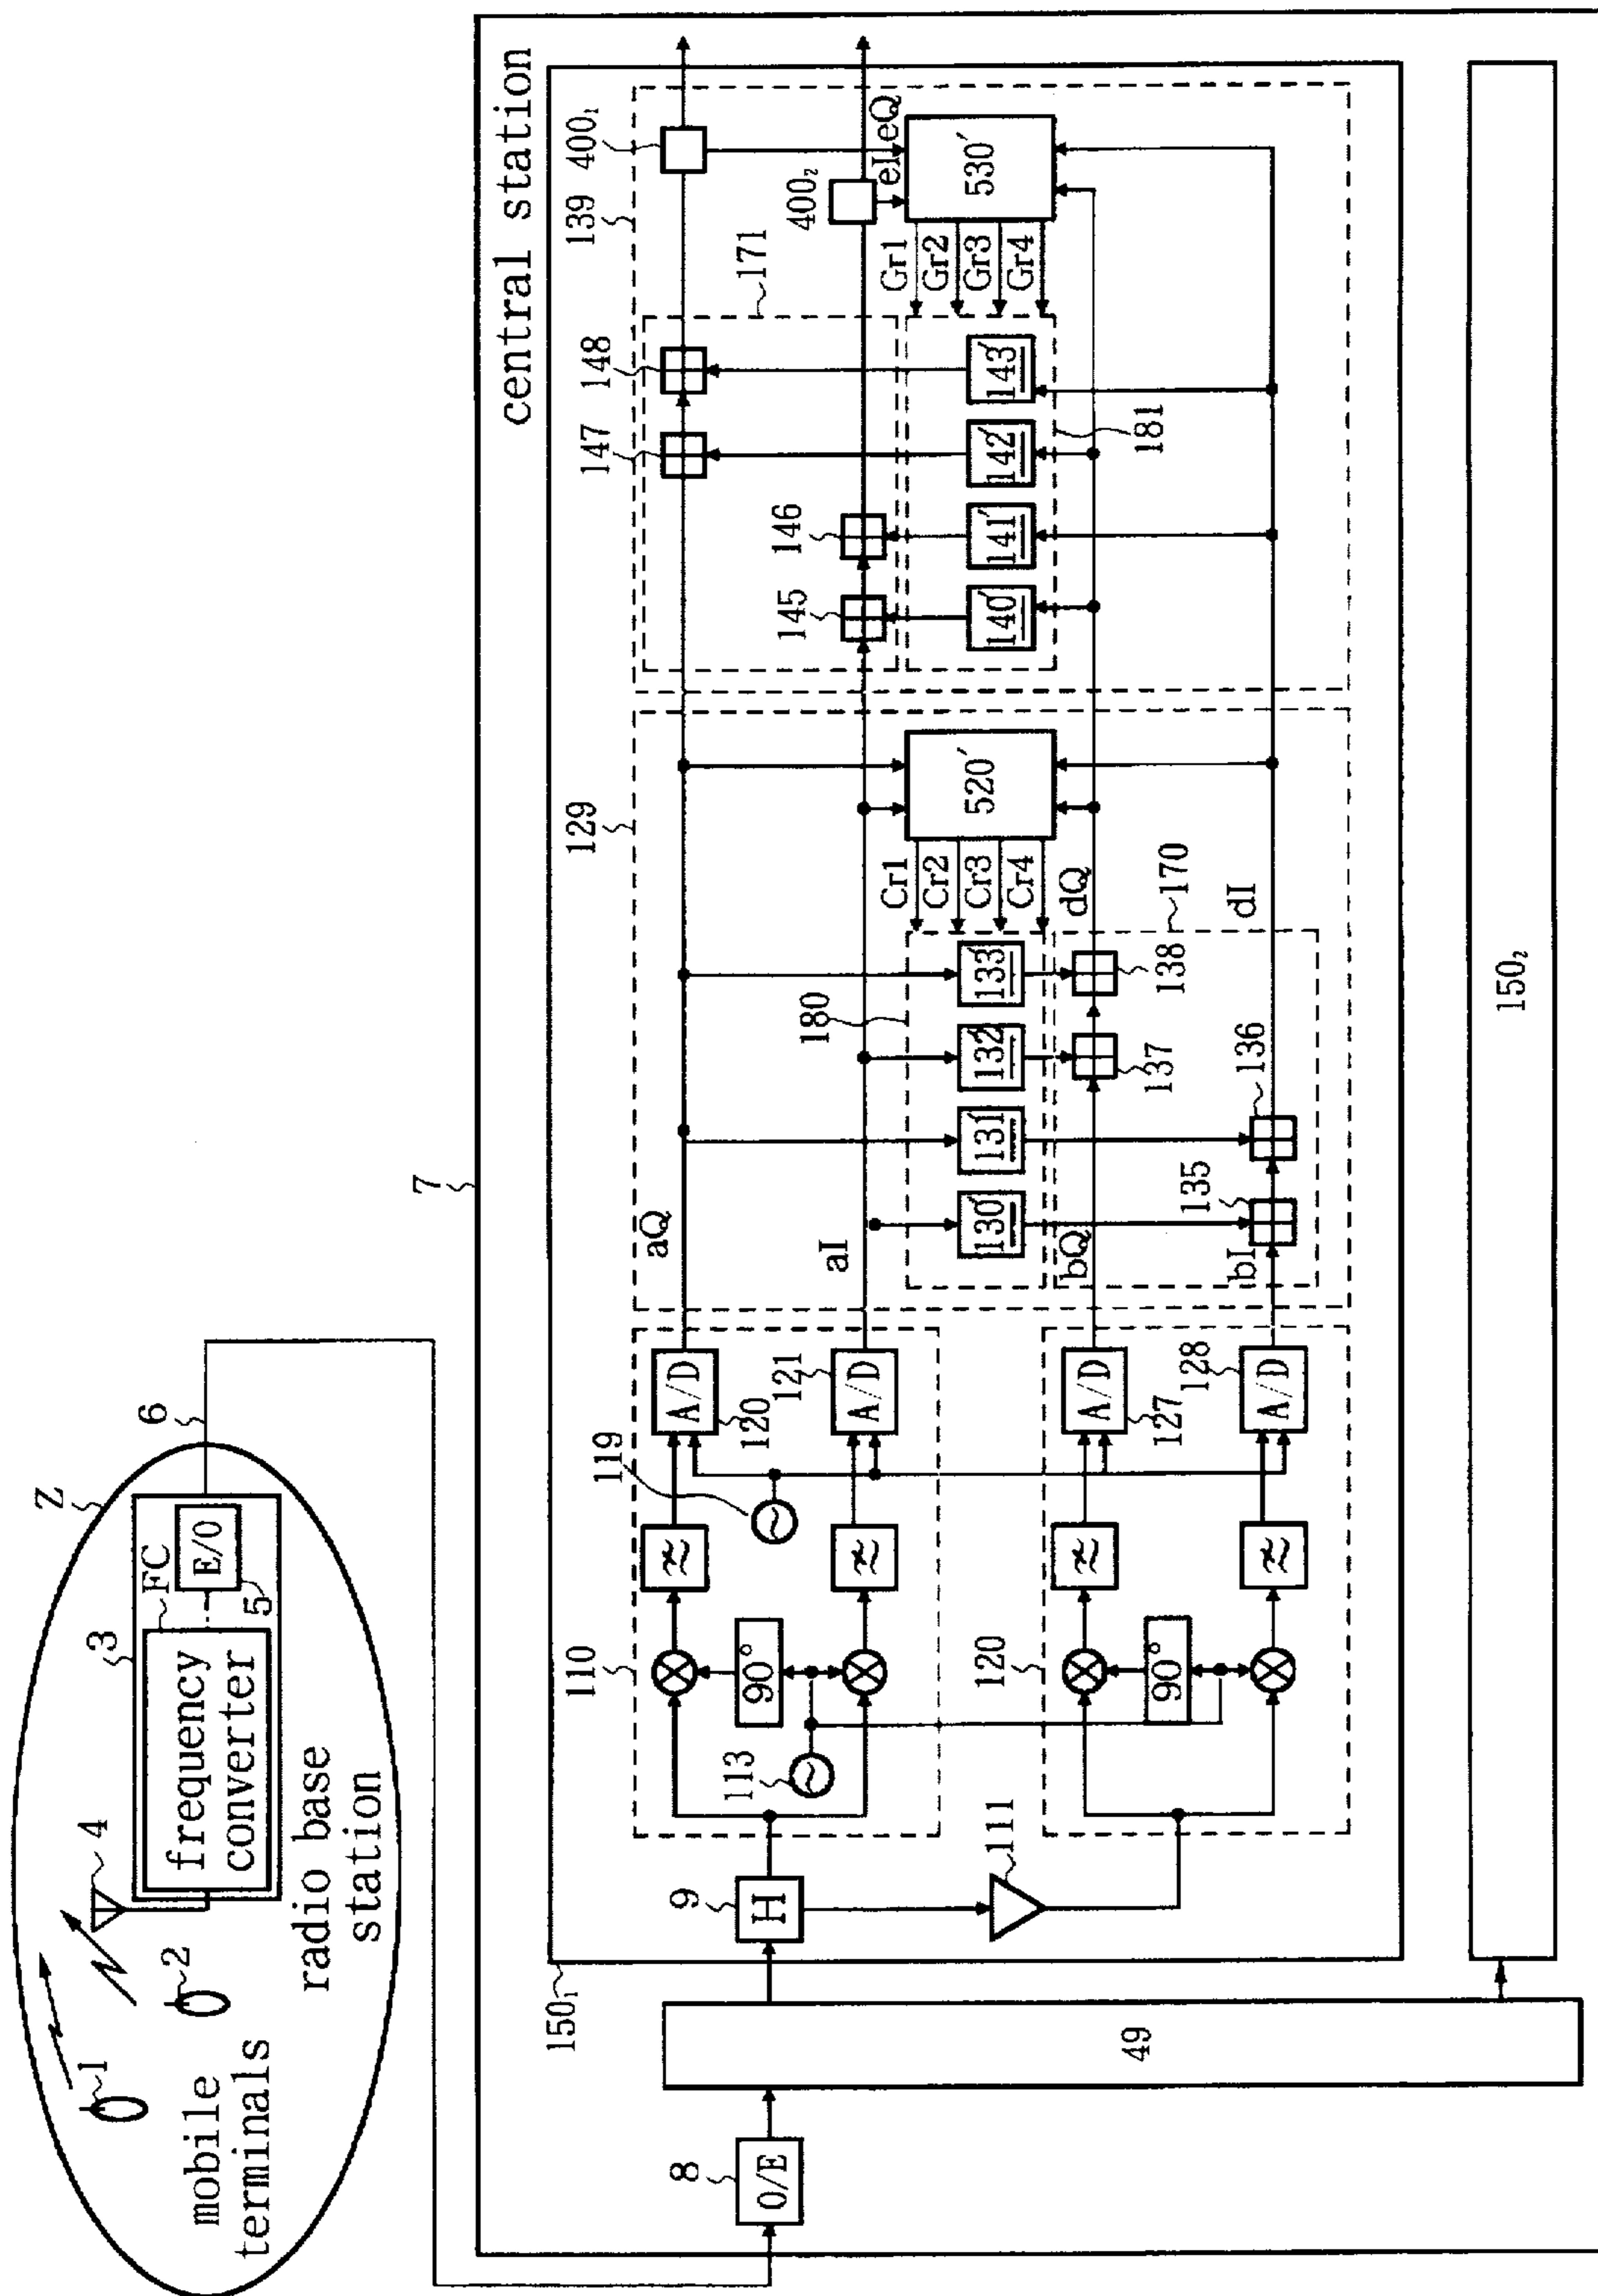 central station
7
1
2
mobile
terminals
4
radio base
station
3
frequency
converter
FC
E/O
5
Z
6
8
O/E
49
150₁
150₂
9
H
111
110
113
90°
119
A/D
120
A/D
121
120
90°
A/D
127
A/D
128
aQ
aI
bQ
bI
129
180
130′
131′
132′
133′
135
136
137
138
170
dQ
dI
Cr1
Cr2
Cr3
Cr4
520′
139
171
145
146
147
148
140′
141′
142′
143′
181
Gr1
Gr2
Gr3
Gr4
530′
400₁
400₂
eI
eQ